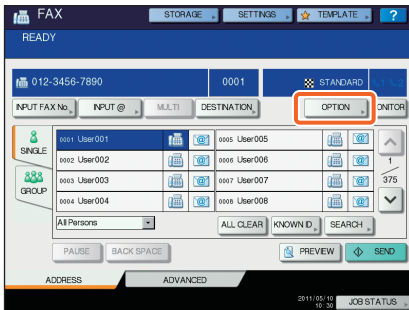 FAX STORAGE SETTINGS TEMPLATE ?
READY
012-3456-7890 0001 STANDARD
INPUT FAX No. INPUT @ MULTI DESTINATION OPTION ONITOR
SINGLE
GROUP
0001 User001 0005 User005
0002 User002 0006 User006
0003 User003 0007 User007
0004 User004 0008 User008
1
375
All Persons ALL CLEAR KNOWN ID SEARCH
PAUSE BACK SPACE PREVIEW SEND
ADDRESS ADVANCED
2011/05/10
10:30 JOB STATUS